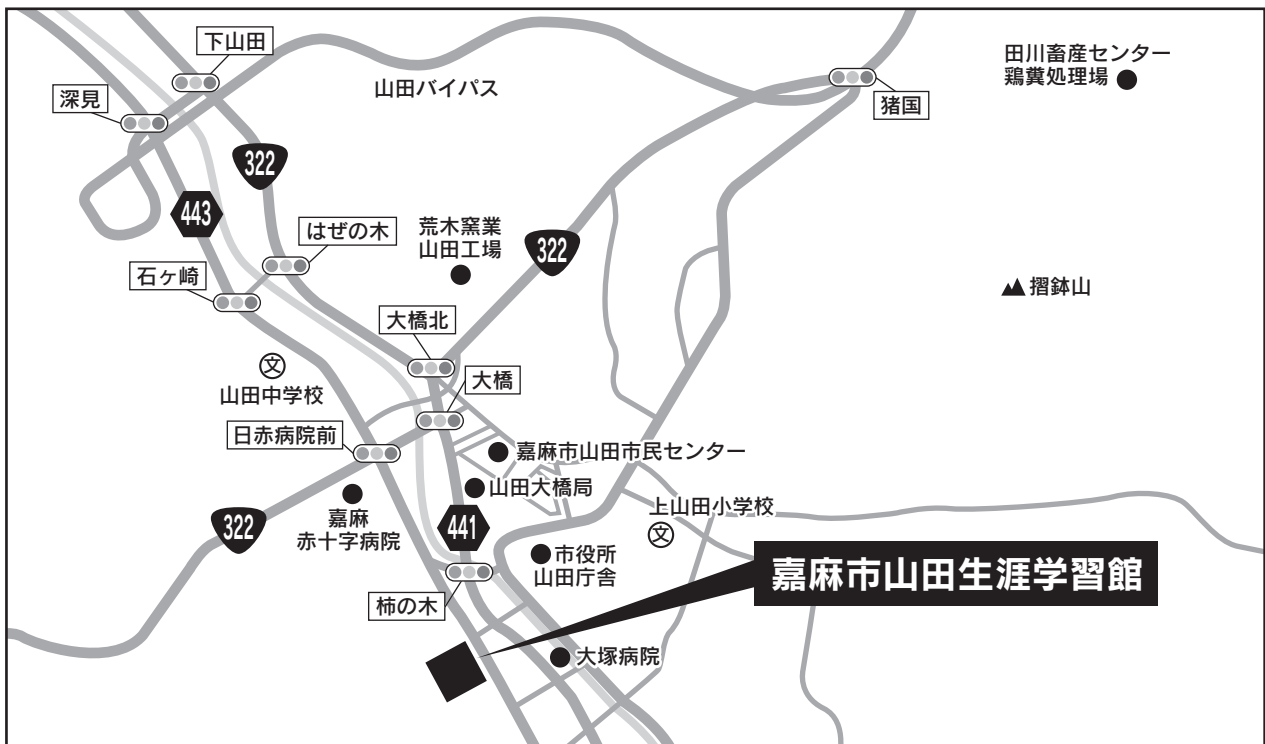 下山田
深見
山田バイパス
田川畜産センター
鶏糞処理場
猪国
322
443
はぜの木
荒木窯業
山田工場
322
石ヶ崎
摺鉢山
大橋北
文
山田中学校
大橋
日赤病院前
嘉麻市山田市民センター
山田大橋局
嘉麻
赤十字病院
322
441
上山田小学校
文
市役所
山田庁舎
嘉麻市山田生涯学習館
柿の木
大塚病院